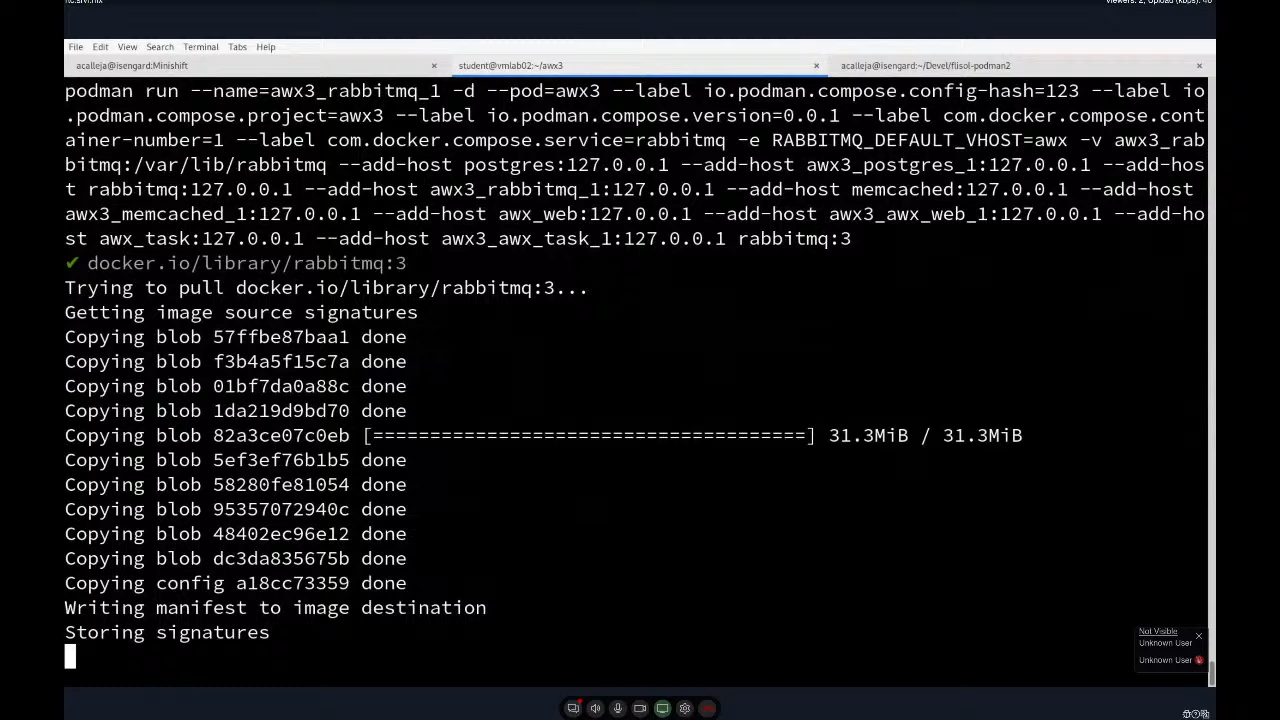 Viewers: 2, Upload (kbps): 40
File Edit View Search Terminal Tabs Help
acalleja@isengard:Minishift × student@vmlab02:~/awx3 × acalleja@isengard:~/Devel/flisol-podman2 ×
podman run --name=awx3_rabbitmq_1 -d --pod=awx3 --label io.podman.compose.config-hash=123 --label io
.podman.compose.project=awx3 --label io.podman.compose.version=0.0.1 --label com.docker.compose.cont
ainer-number=1 --label com.docker.compose.service=rabbitmq -e RABBITMQ_DEFAULT_VHOST=awx -v awx3_rab
bitmq:/var/lib/rabbitmq --add-host postgres:127.0.0.1 --add-host awx3_postgres_1:127.0.0.1 --add-hos
t rabbitmq:127.0.0.1 --add-host awx3_rabbitmq_1:127.0.0.1 --add-host memcached:127.0.0.1 --add-host
awx3_memcached_1:127.0.0.1 --add-host awx_web:127.0.0.1 --add-host awx3_awx_web_1:127.0.0.1 --add-ho
st awx_task:127.0.0.1 --add-host awx3_awx_task_1:127.0.0.1 rabbitmq:3
✔ docker.io/library/rabbitmq:3
Trying to pull docker.io/library/rabbitmq:3...
Getting image source signatures
Copying blob 57ffbe87baa1 done
Copying blob f3b4a5f15c7a done
Copying blob 01bf7da0a88c done
Copying blob 1da219d9bd70 done
Copying blob 82a3ce07c0eb [======================================] 31.3MiB / 31.3MiB
Copying blob 5ef3ef76b1b5 done
Copying blob 58280fe81054 done
Copying blob 95357072940c done
Copying blob 48402ec96e12 done
Copying blob dc3da835675b done
Copying config a18cc73359 done
Writing manifest to image destination
Storing signatures
Not Visible ×
Unknown User
Unknown User